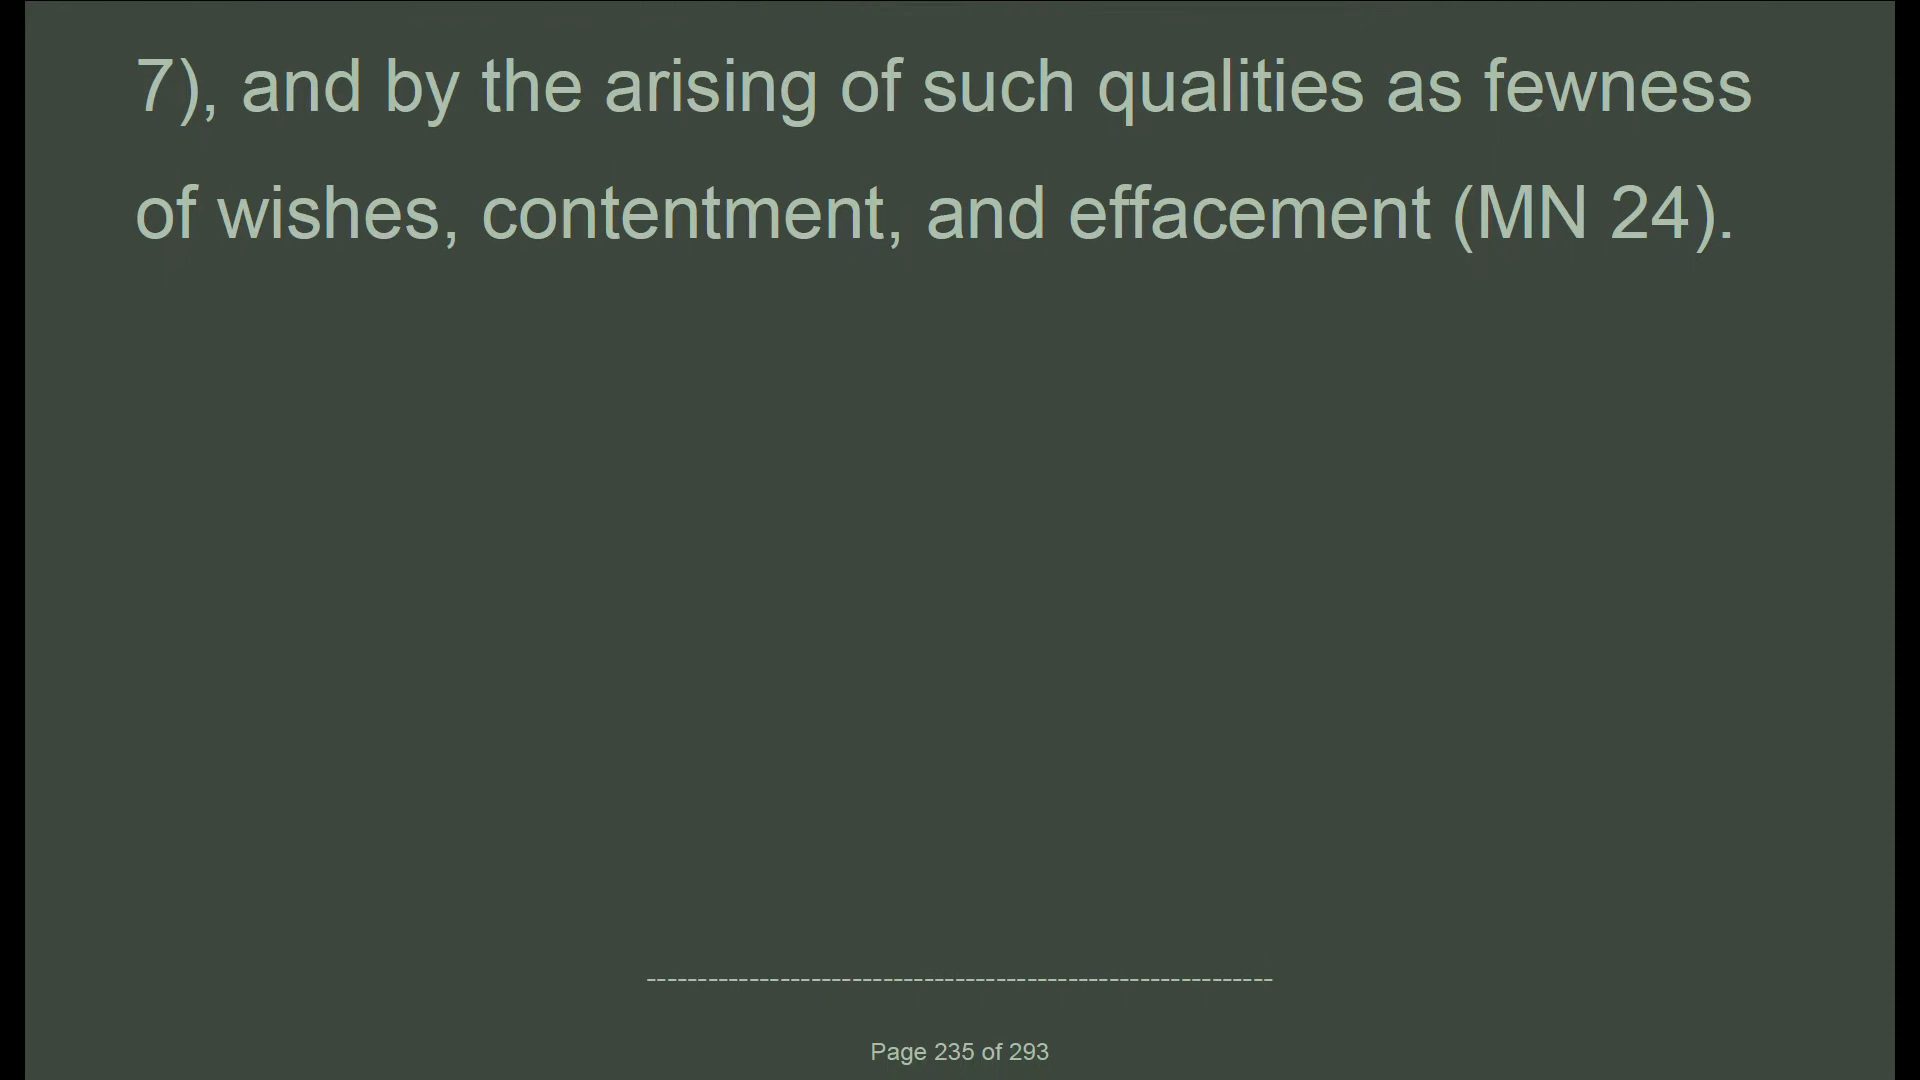 7), and by the arising of such qualities as fewness
of wishes, contentment, and effacement (MN 24).
------------------------------------------------------------
Page 235 of 293